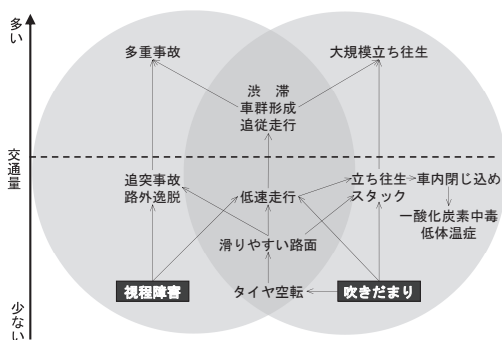 多い
交通量
少ない
多重事故
大規模立ち往生
渋　滞
車群形成
追従走行
追突事故
路外逸脱
低速走行
立ち往生
スタック
車内閉じ込め
一酸化炭素中毒
低体温症
滑りやすい路面
視程障害
タイヤ空転
吹きだまり